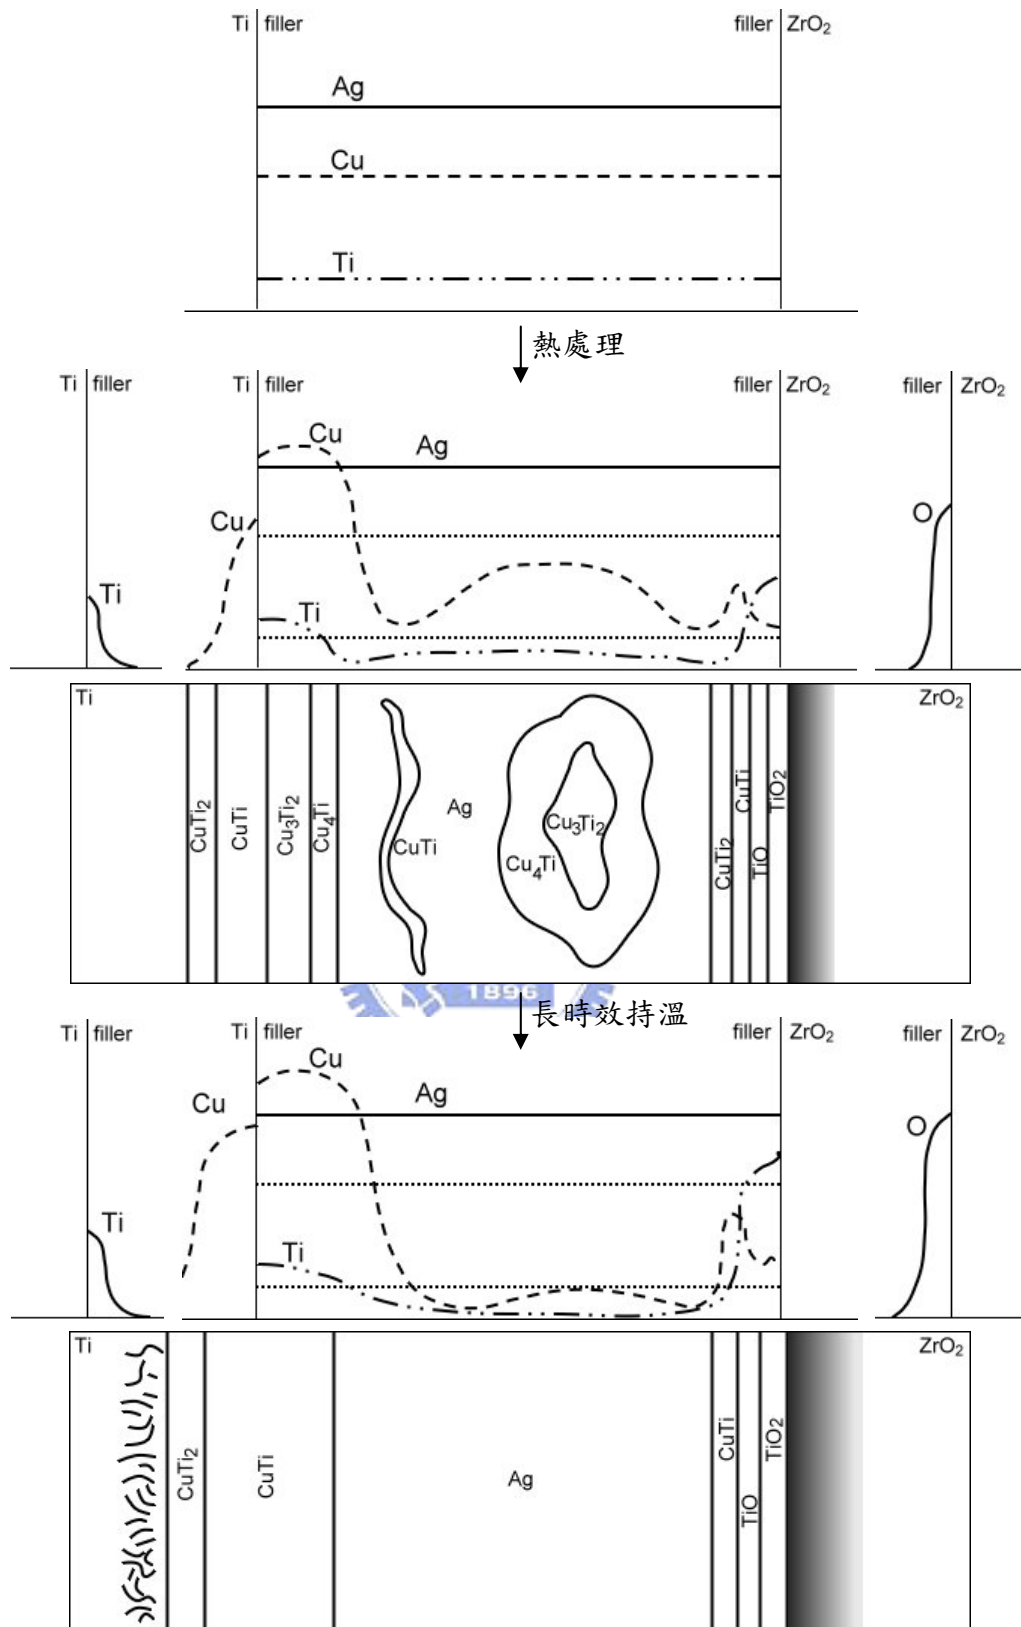 Ti filler filler ZrO₂
Ag
Cu
Ti
熱處理
Ti filler Ti filler filler ZrO₂ filler ZrO₂
Cu Ag
Cu O
Ti Ti
Ti ZrO₂
CuTi₂ CuTi Cu₃Ti₂ Cu₄Ti CuTi Ag Cu₄Ti Cu₃Ti₂ CuTi₂ CuTi TiO TiO₂
1896
長時效持溫
Ti filler Ti filler filler ZrO₂ filler ZrO₂
Cu
Cu Ag
O
Ti Ti
Ti ZrO₂
CuTi₂ CuTi Ag CuTi TiO TiO₂